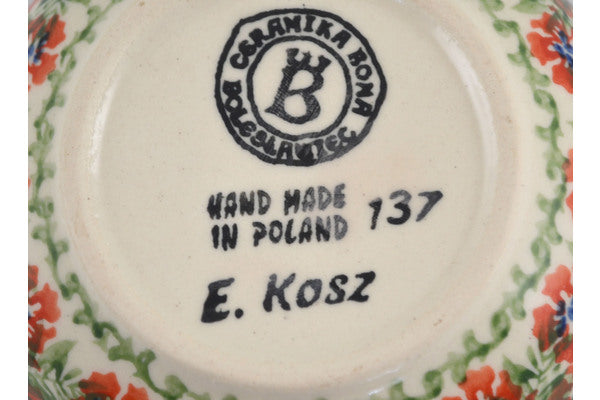 CERAMIKA BONA
BOLESŁAWIEC
B
HAND MADE
IN POLAND
137
E. KOSZ